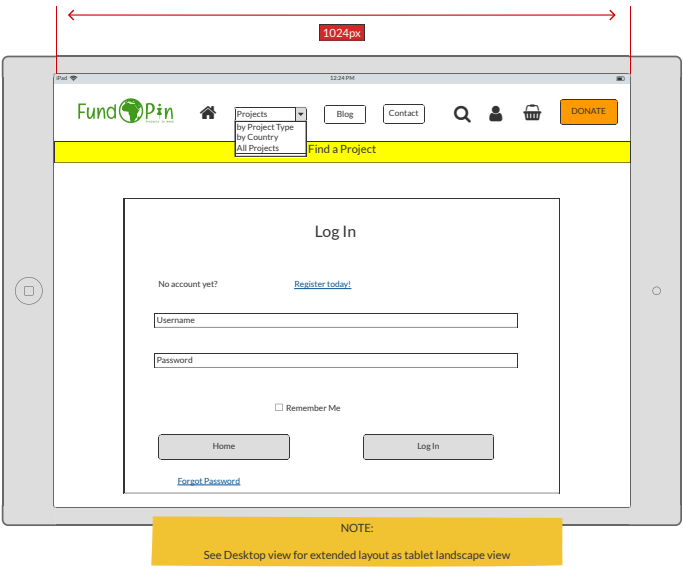 1024px
iPad 12:24 PM
Fund Pin
Projects Blog Contact DONATE
by Project Type
by Country
All Projects
Find a Project
Log In
No account yet? Register today!
Username
Password
Remember Me
Home Log In
Forgot Password
NOTE:
See Desktop view for extended layout as tablet landscape view